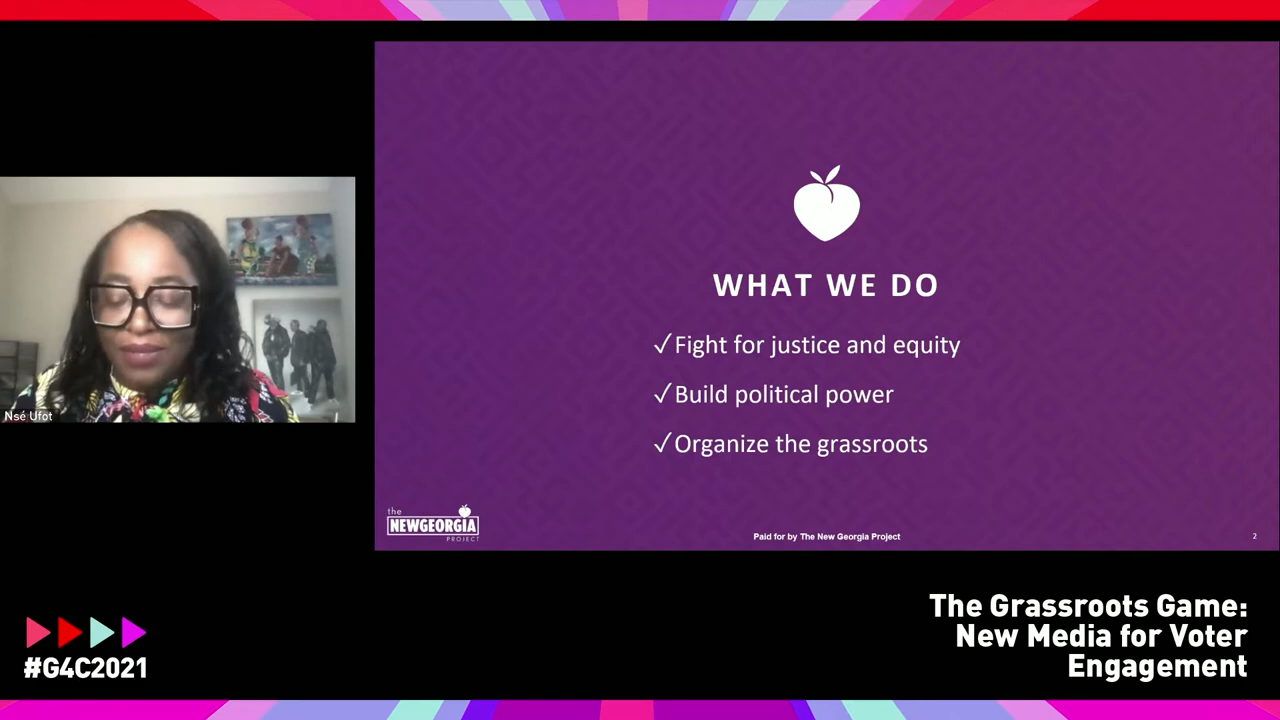 WHAT WE DO
✓Fight for justice and equity
✓Build political power
✓Organize the grassroots
Nsé Ufot
the
NEWGEORGIA
PROJECT
Paid for by The New Georgia Project
2
#G4C2021
The Grassroots Game:
New Media for Voter
Engagement